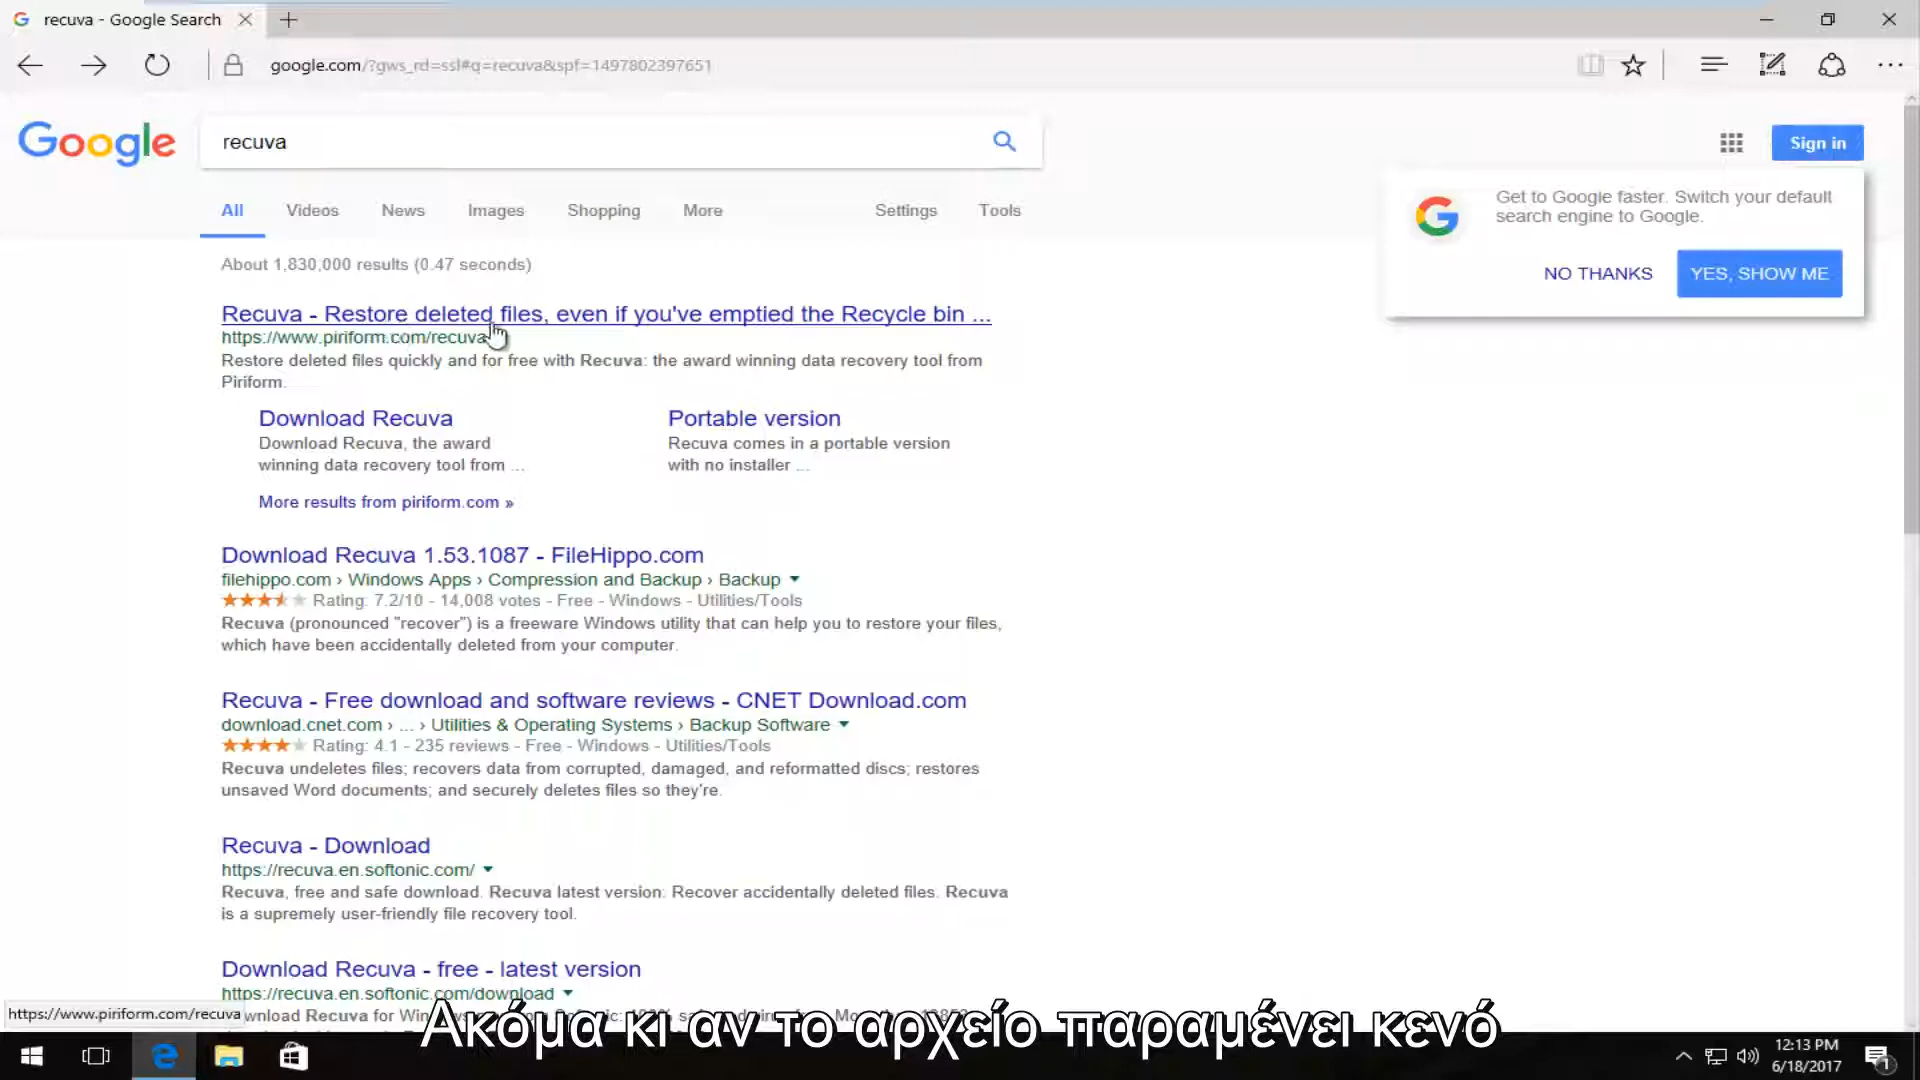 recuva - Google Search
google.com/?gws_rd=ssl#q=recuva&spf=1497802397651
Google
recuva
Sign in
Get to Google faster. Switch your default
search engine to Google.
NO THANKS
YES, SHOW ME
All
Videos
News
Images
Shopping
More
Settings
Tools
About 1,830,000 results (0.47 seconds)
Recuva - Restore deleted files, even if you've emptied the Recycle bin ...
https://www.piriform.com/recuva
Restore deleted files quickly and for free with Recuva: the award winning data recovery tool from
Piriform.
Download Recuva
Download Recuva, the award
winning data recovery tool from ...
Portable version
Recuva comes in a portable version
with no installer ...
More results from piriform.com »
Download Recuva 1.53.1087 - FileHippo.com
filehippo.com › Windows Apps › Compression and Backup › Backup
Rating: 7.2/10 - 14,008 votes - Free - Windows - Utilities/Tools
Recuva (pronounced "recover") is a freeware Windows utility that can help you to restore your files,
which have been accidentally deleted from your computer.
Recuva - Free download and software reviews - CNET Download.com
download.cnet.com › ... › Utilities & Operating Systems › Backup Software
Rating: 4.1 - 235 reviews - Free - Windows - Utilities/Tools
Recuva undeletes files; recovers data from corrupted, damaged, and reformatted discs; restores
unsaved Word documents; and securely deletes files so they're.
Recuva - Download
https://recuva.en.softonic.com/
Recuva, free and safe download. Recuva latest version: Recover accidentally deleted files. Recuva
is a supremely user-friendly file recovery tool.
Download Recuva - free - latest version
https://recuva.en.softonic.com/download
https://www.piriform.com/recuva
wnload Recuva for
Ακόμα κι αν το αρχείο παραμένει κενό
12:13 PM
6/18/2017
1